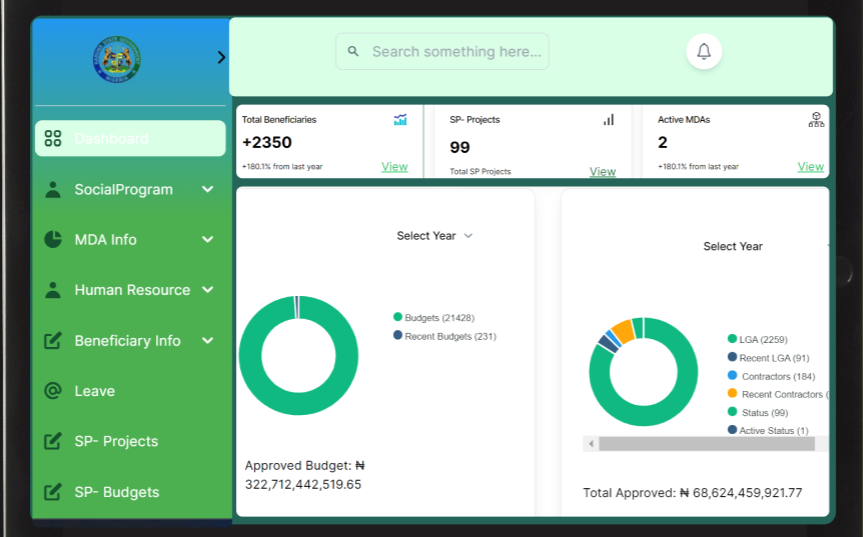 Search something here...
Dashboard
SocialProgram
MDA Info
Human Resource
Beneficiary Info
Leave
SP- Projects
SP- Budgets
Total Beneficiaries
+2350
+180.1% from last year
View
SP- Projects
99
Total SP Projects
View
Active MDAs
2
+180.1% from last year
View
Select Year
Budgets (21428)
Recent Budgets (231)
Approved Budget: ₦
322,712,442,519.65
Select Year
LGA (2259)
Recent LGA (91)
Contractors (184)
Recent Contractors (
Status (99)
Active Status (1)
Total Approved: ₦ 68,624,459,921.77